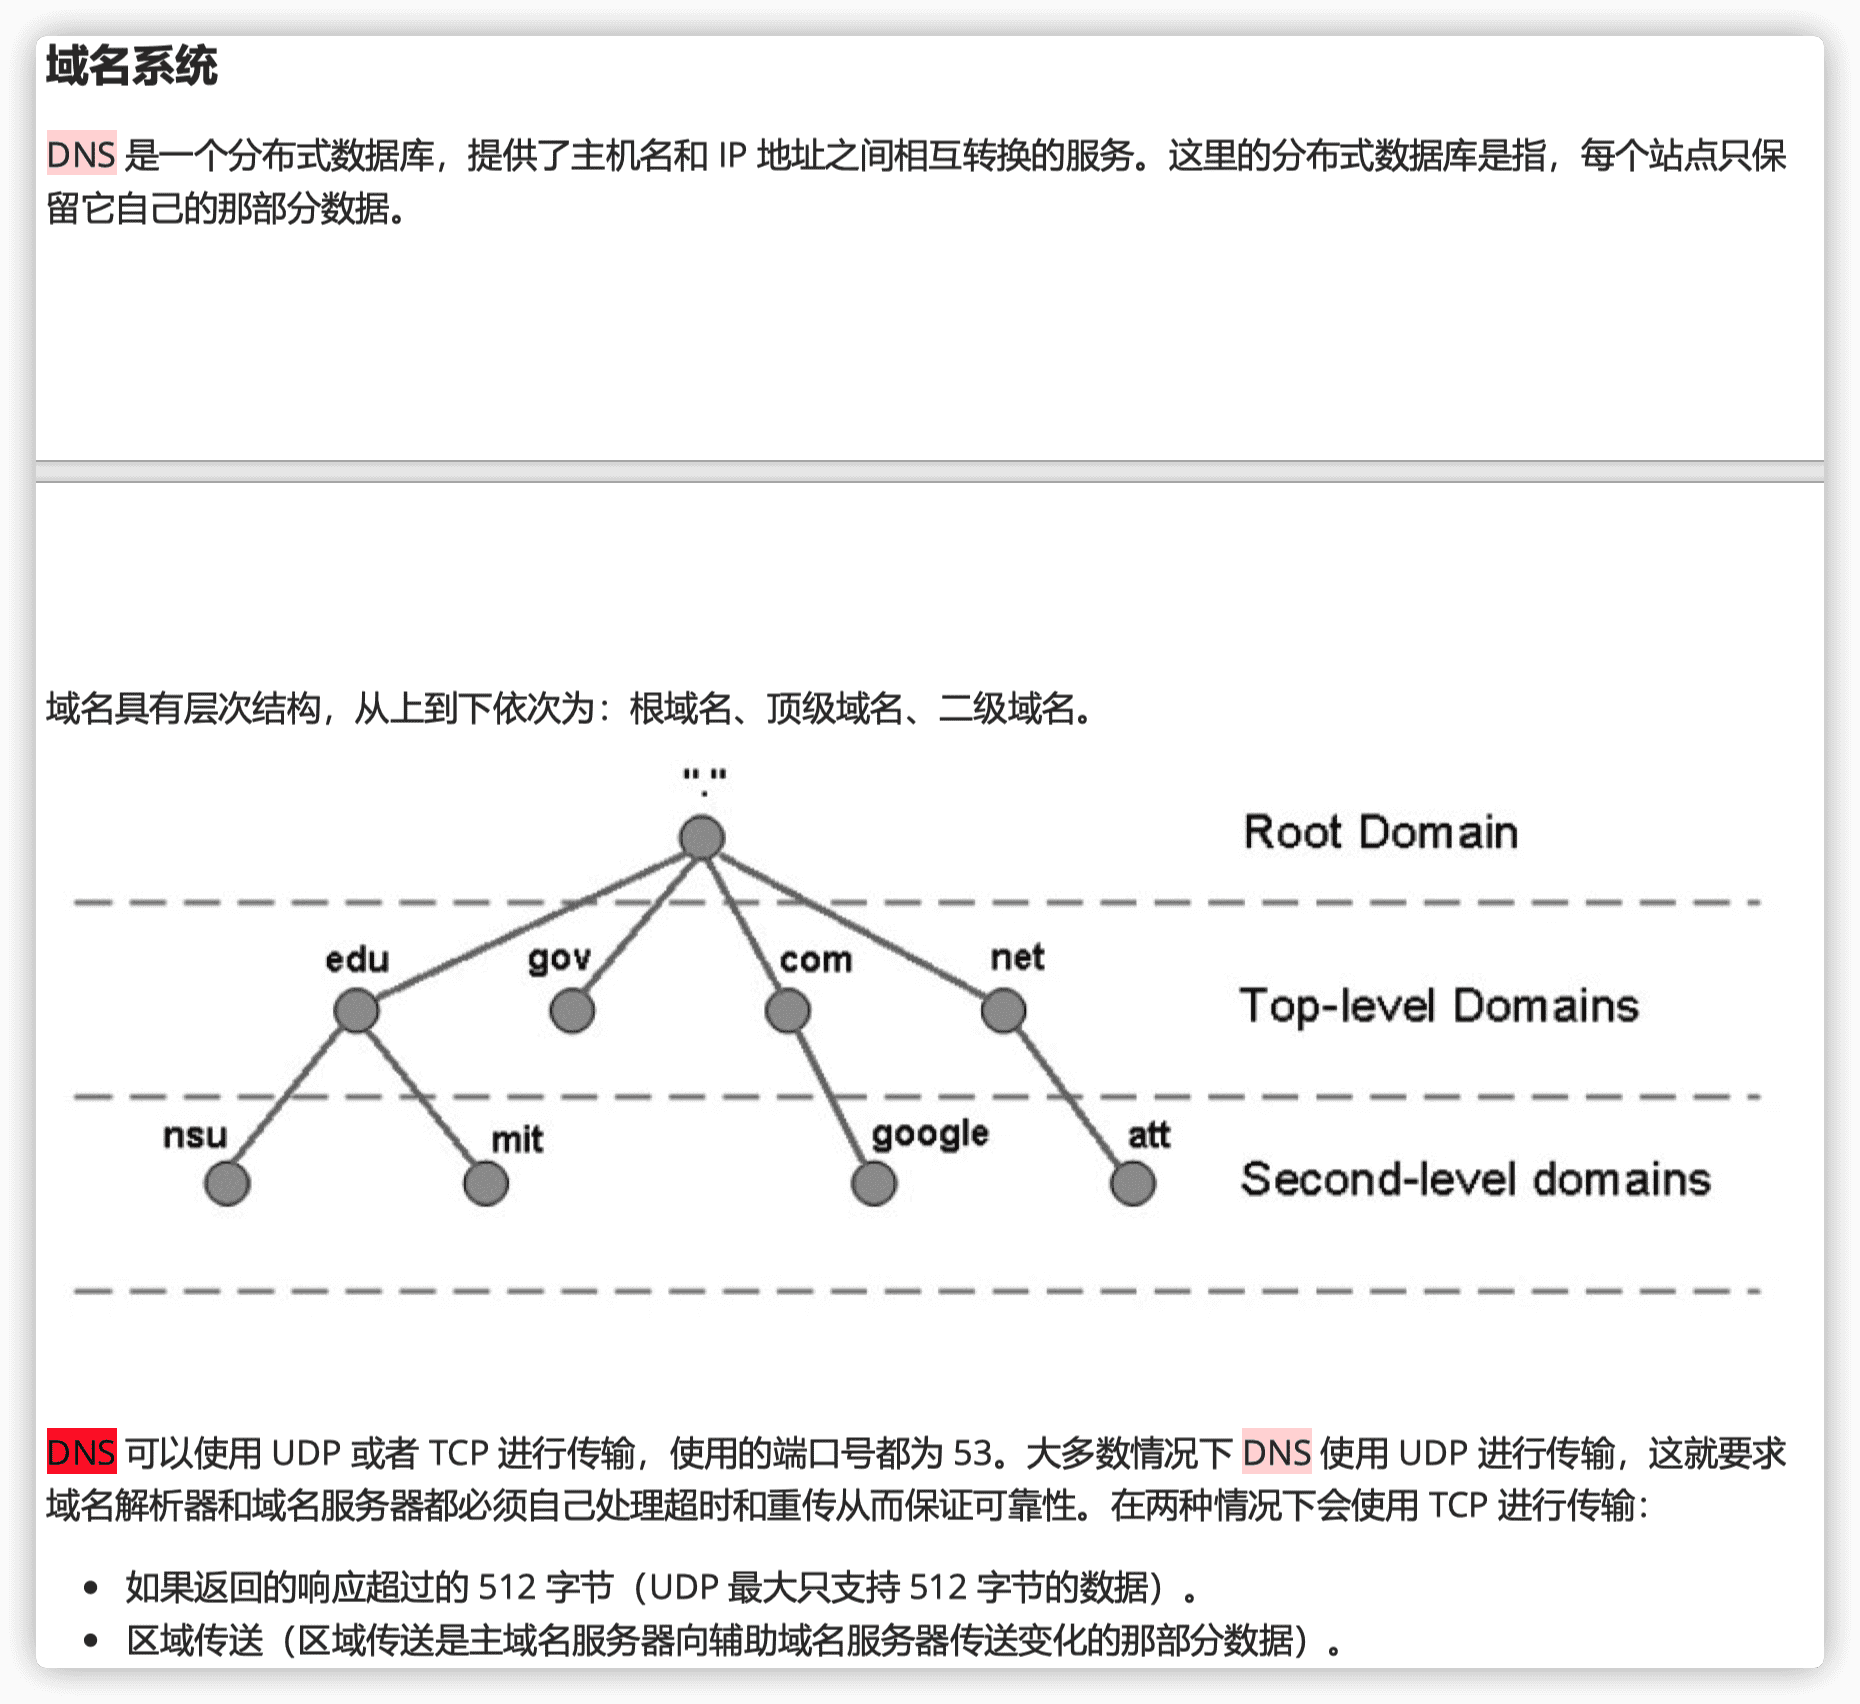 域名系统
DNS 是一个分布式数据库，提供了主机名和 IP 地址之间相互转换的服务。这里的分布式数据库是指，每个站点只保
留它自己的那部分数据。
域名具有层次结构，从上到下依次为：根域名、顶级域名、二级域名。
"."
Root Domain
edu gov com net
Top-level Domains
nsu mit google att
Second-level domains
DNS 可以使用 UDP 或者 TCP 进行传输，使用的端口号都为 53。大多数情况下 DNS 使用 UDP 进行传输，这就要求
域名解析器和域名服务器都必须自己处理超时和重传从而保证可靠性。在两种情况下会使用 TCP 进行传输：
• 如果返回的响应超过的 512 字节（UDP 最大只支持 512 字节的数据）。
• 区域传送（区域传送是主域名服务器向辅助域名服务器传送变化的那部分数据）。